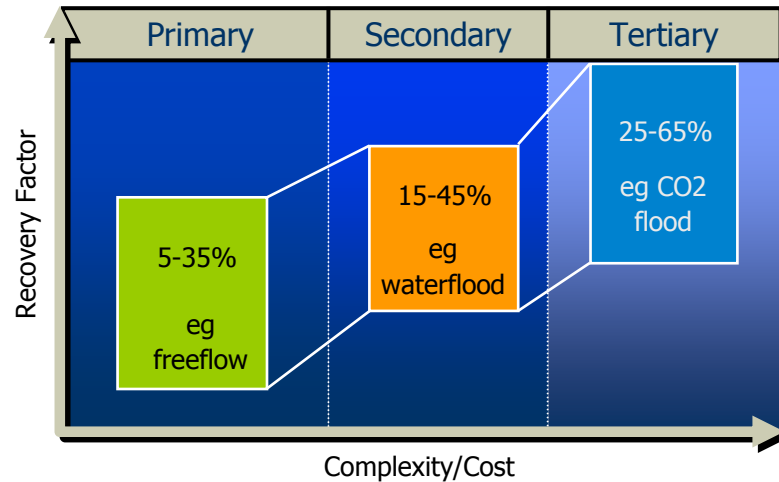 Primary
Secondary
Tertiary
Recovery Factor
5-35%
eg
freeflow
15-45%
eg
waterflood
25-65%
eg CO2
flood
Complexity/Cost